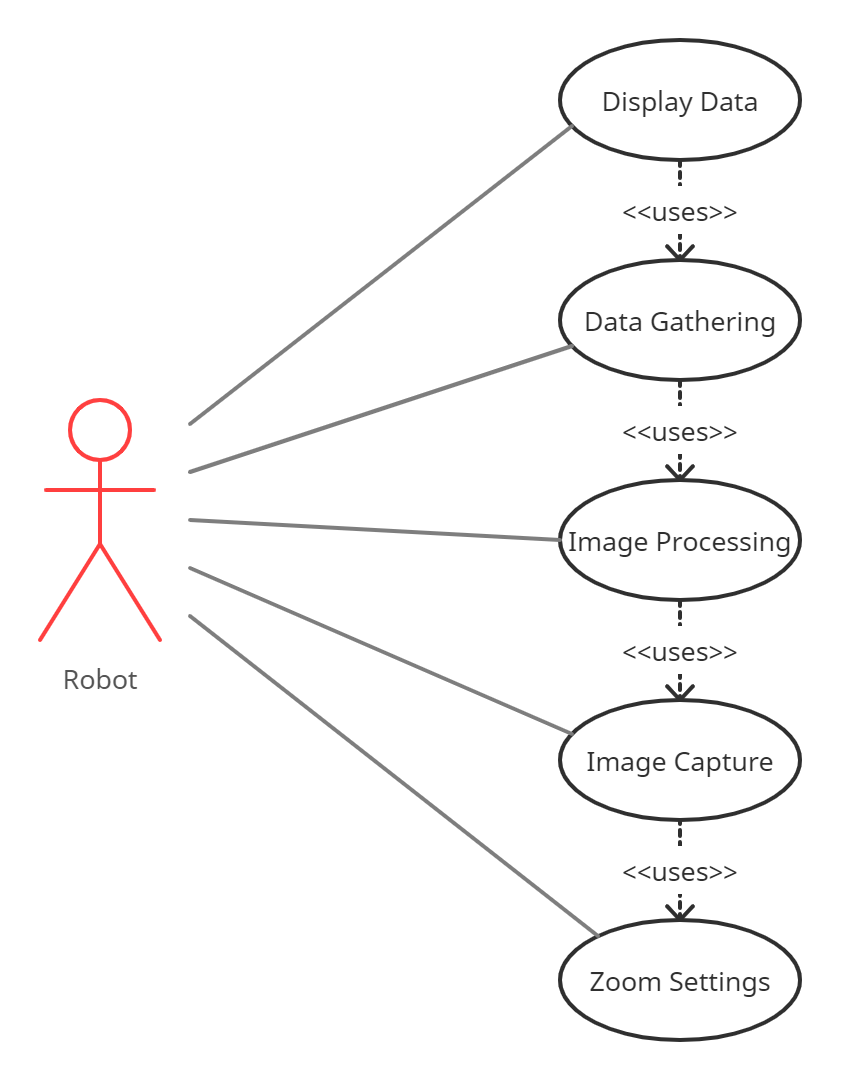 Display Data
<<uses>>
Data Gathering
<<uses>>
Image Processing
<<uses>>
Image Capture
<<uses>>
Zoom Settings
Robot